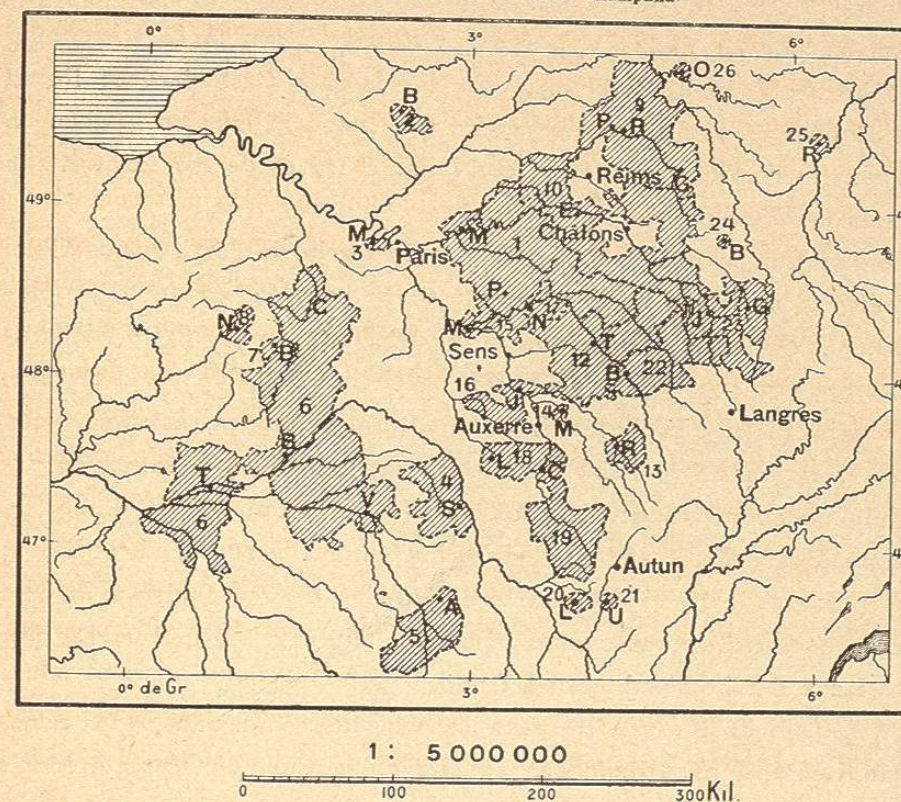 0° 3° 6°
B
2
O 26
9
P R
25
P
Reims
49°
10
G
E
Chalons
24
B
M
3
Paris
M
1
P
N
8
C
7 B
M
15 N
T
J
23
G
48°
Sens
16
12
B
22
6
J
14
Auxerre
M
Langres
B
L 18
C
R
13
T
4
S
V
6
19
47°
Autun
20
L
21
U
A
5
0° de Gr 3° 6°
1: 5 000 000
0 100 200 300 Kil.